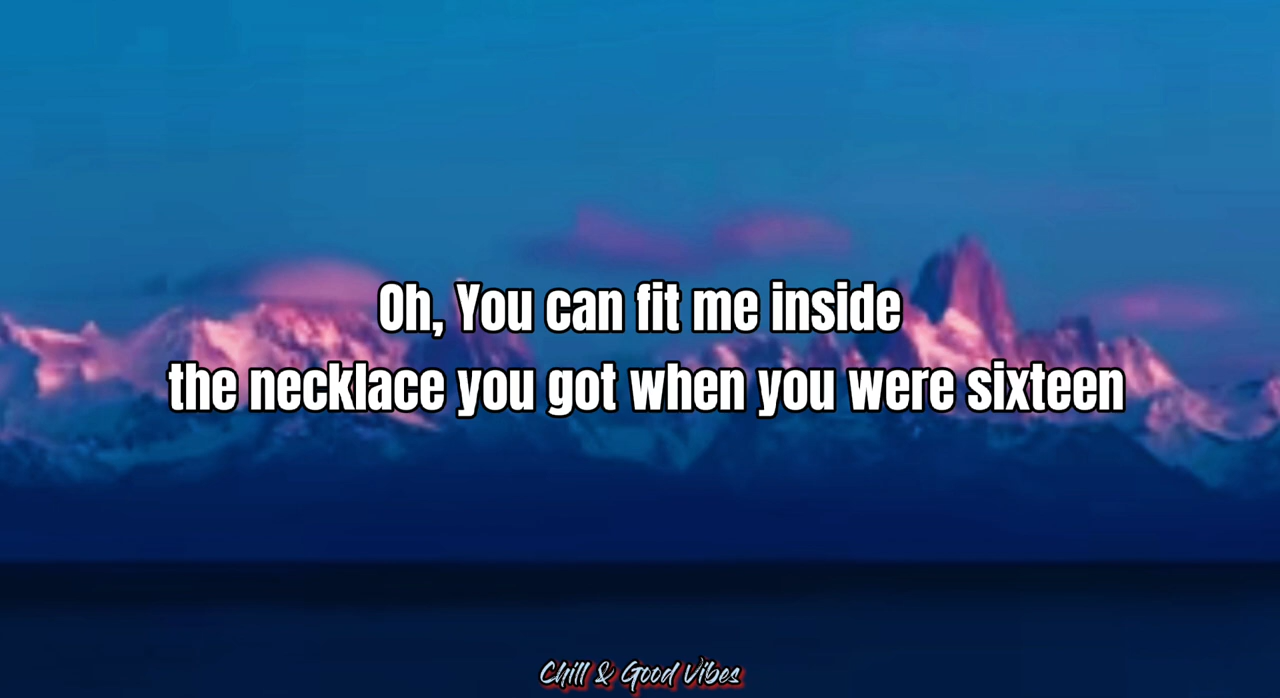 Oh, You can fit me inside
the necklace you got when you were sixteen
Chill & Good Vibes